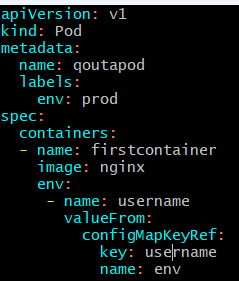 apiVersion: v1
kind: Pod
metadata:
  name: qoutapod
  labels:
    env: prod
spec:
  containers:
  - name: firstcontainer
    image: nginx
    env:
     - name: username
       valueFrom:
         configMapKeyRef:
           key: username
           name: env